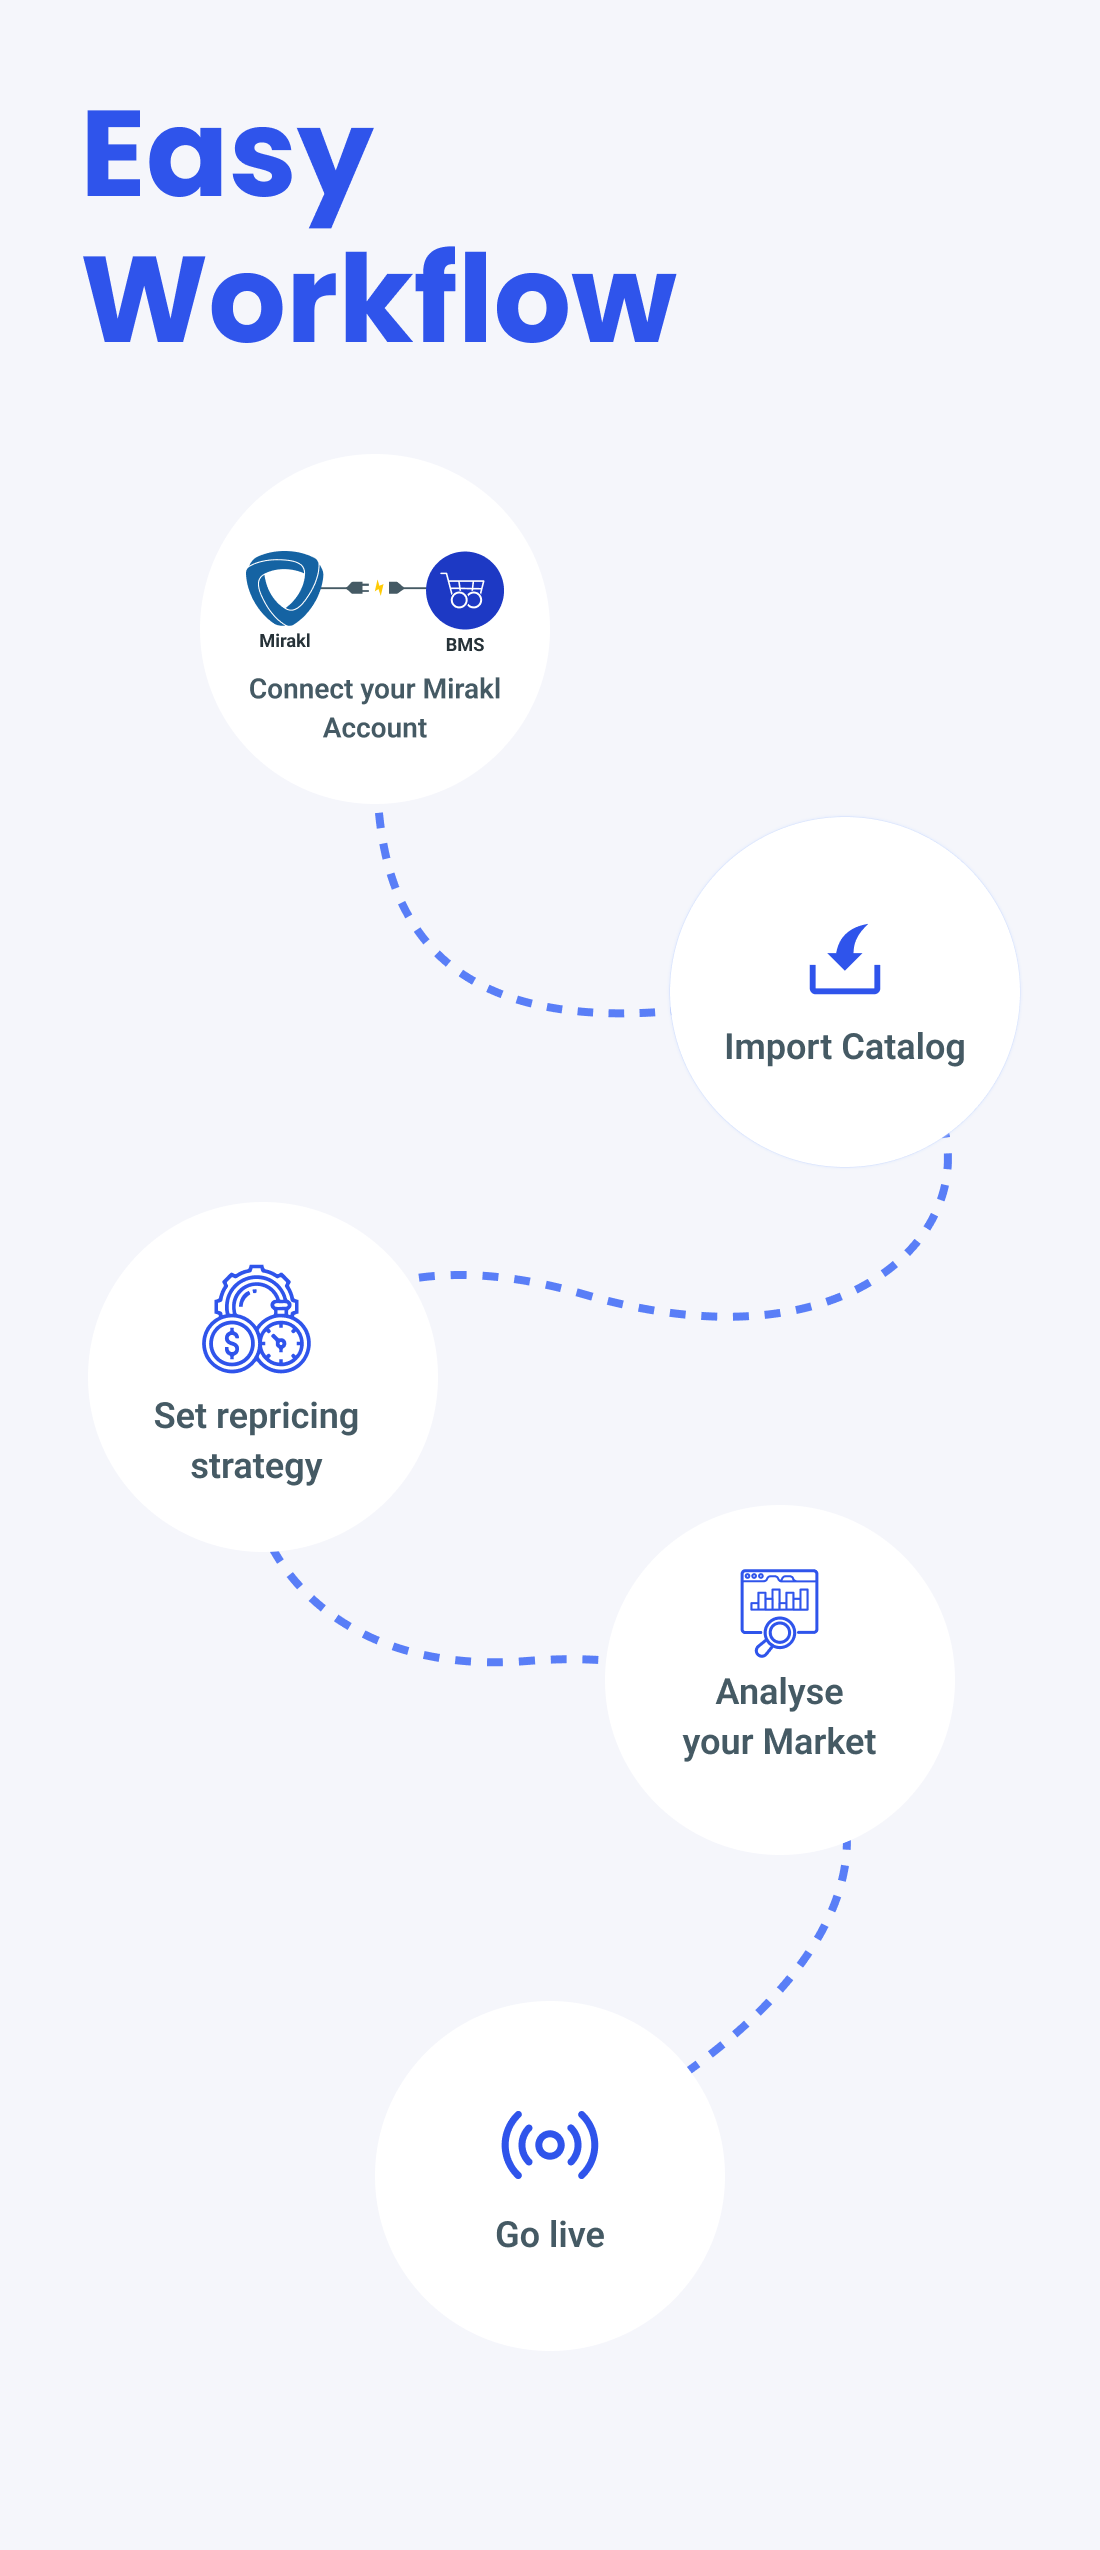 Easy
Workflow
Mirakl
BMS
Connect your Mirakl
Account
Import Catalog
$
Set repricing
strategy
Analyse
your Market
Go live